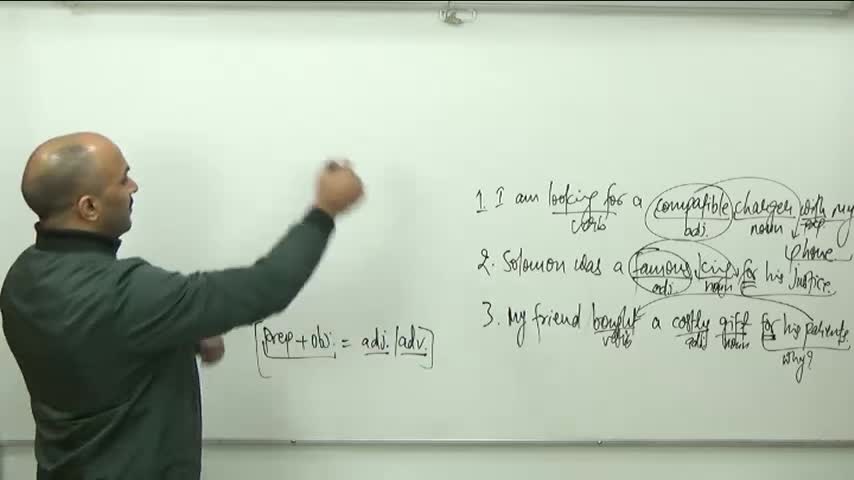 1. I am looking for a compatible charger with my
verb adj. noun prep
phone
2. Solomon was a famous king for his Justice.
adj. noun
3. My friend bought a costly gift for his parents.
verb adj noun
why?
[prep + obj. = adj. / adv.]